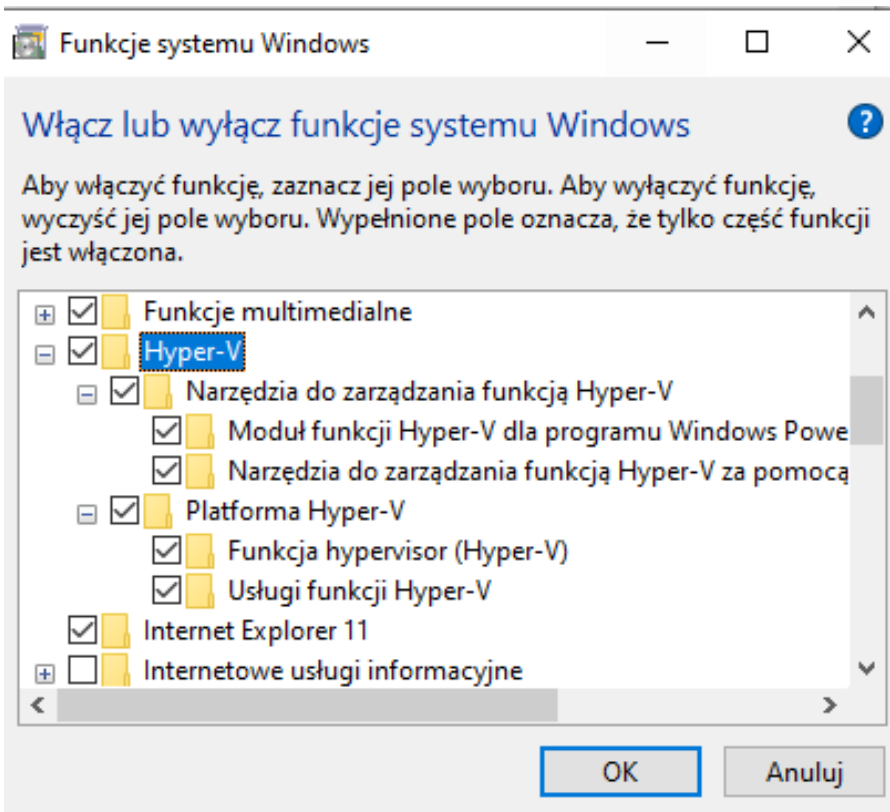 Funkcje systemu Windows
Włącz lub wyłącz funkcje systemu Windows
?
Aby włączyć funkcję, zaznacz jej pole wyboru. Aby wyłączyć funkcję,
wyczyść jej pole wyboru. Wypełnione pole oznacza, że tylko część funkcji
jest włączona.
Funkcje multimedialne
Hyper-V
Narzędzia do zarządzania funkcją Hyper-V
Moduł funkcji Hyper-V dla programu Windows Powe
Narzędzia do zarządzania funkcją Hyper-V za pomocą
Platforma Hyper-V
Funkcja hypervisor (Hyper-V)
Usługi funkcji Hyper-V
Internet Explorer 11
Internetowe usługi informacyjne
OK Anuluj